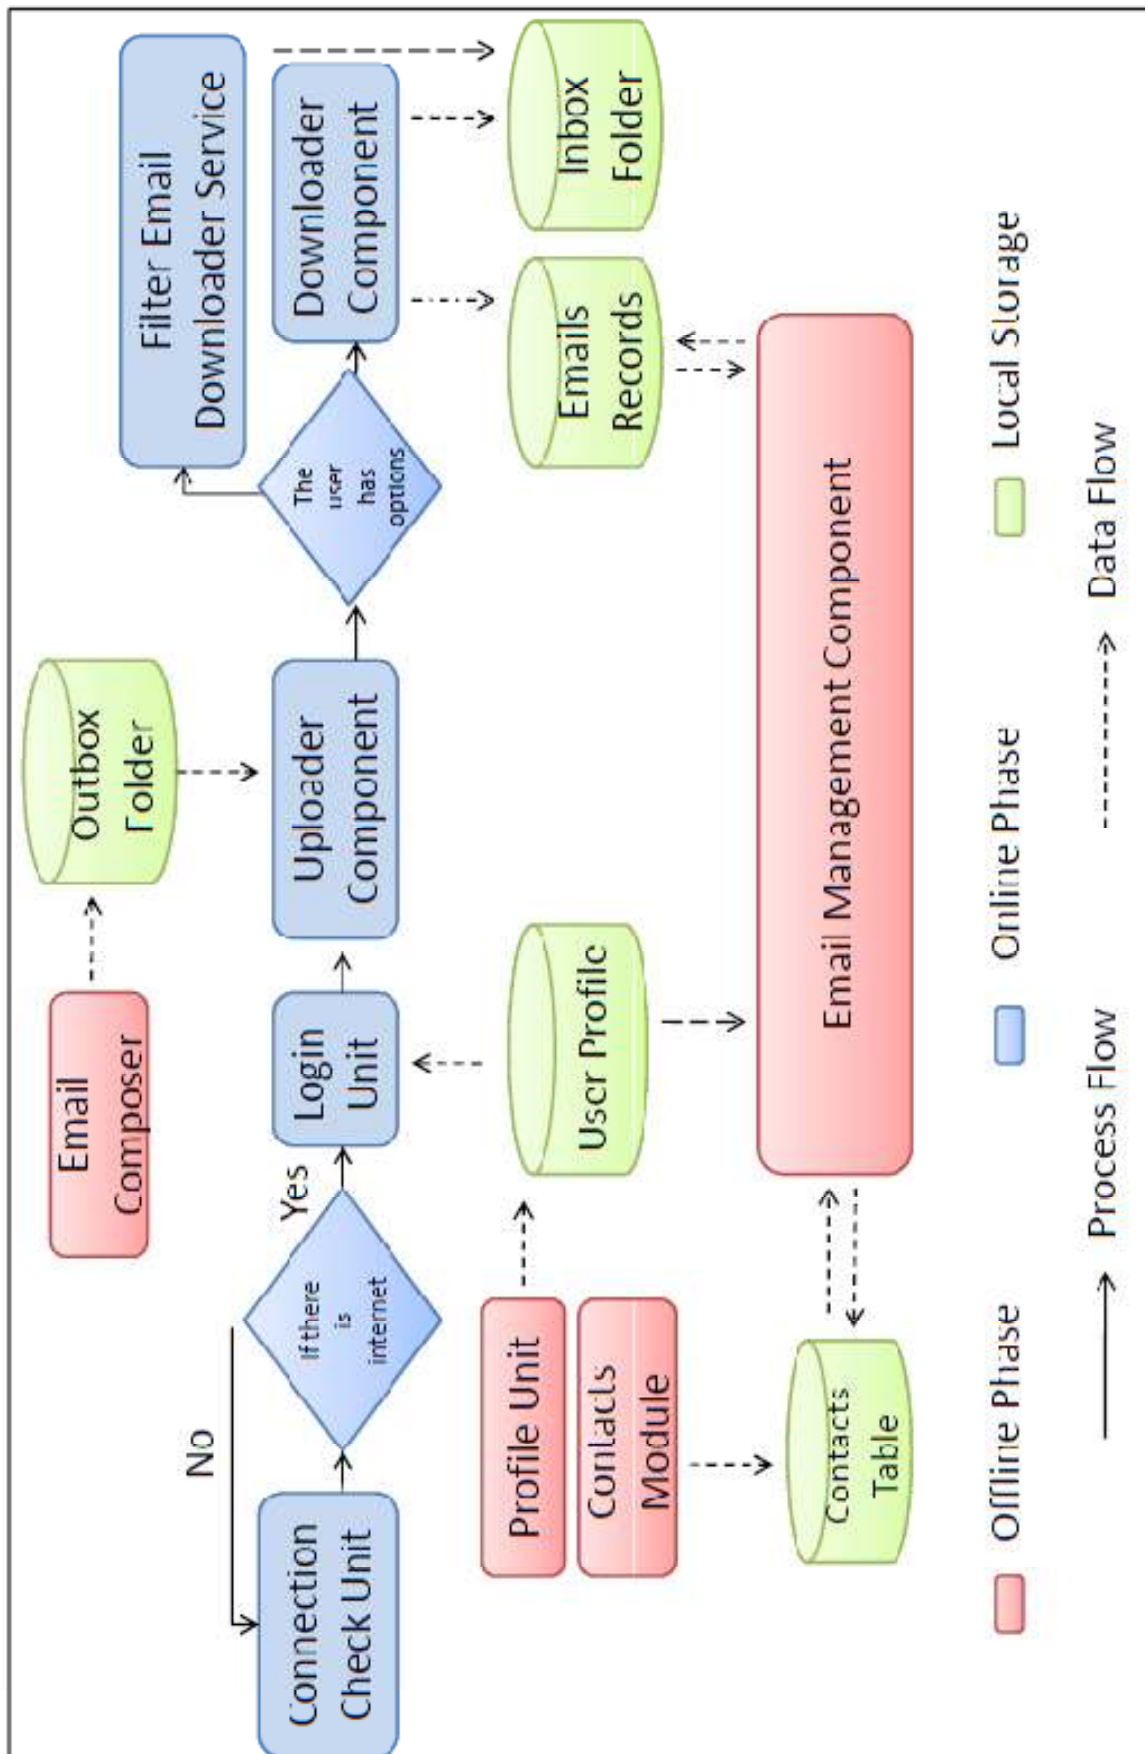 Email
Composer
Outbox
Folder
Filter Email
Downloader Service
No
Connection
Check Unit
If there
is
internet
Yes
Login
Unit
Uploader
Component
The
user
has
options
Downloader
Component
Profile Unit
Contacts
Module
User Profile
Emails
Records
Inbox
Folder
Contacts
Table
Email Management Component
Offline Phase
Online Phase
Local Storage
Process Flow
Data Flow